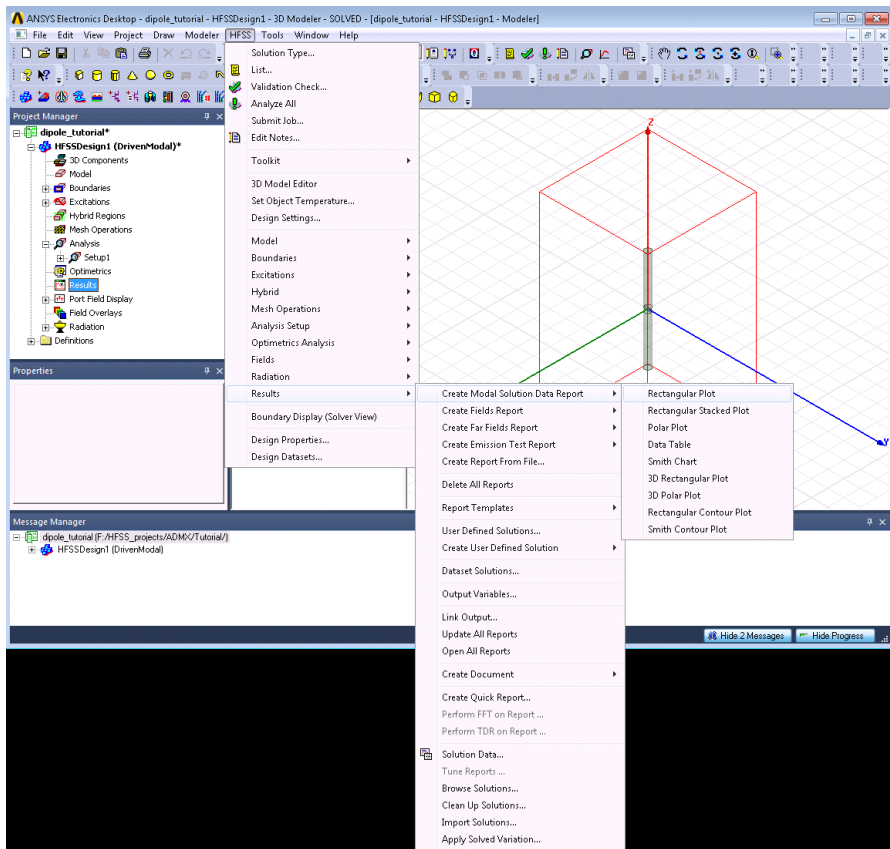 ANSYS Electronics Desktop - dipole_tutorial - HFSSDesign1 - 3D Modeler - SOLVED - [dipole_tutorial - HFSSDesign1 - Modeler]
File Edit View Project Draw Modeler HFSS Tools Window Help
Project Manager
dipole_tutorial*
HFSSDesign1 (DrivenModal)*
3D Components
Model
Boundaries
Excitations
Hybrid Regions
Mesh Operations
Analysis
Setup1
Optimetrics
Results
Port Field Display
Field Overlays
Radiation
Definitions
Properties
Solution Type...
List...
Validation Check...
Analyze All
Submit Job...
Edit Notes...
Toolkit
3D Model Editor
Set Object Temperature...
Design Settings...
Model
Boundaries
Excitations
Hybrid
Mesh Operations
Analysis Setup
Optimetrics Analysis
Fields
Radiation
Results
Boundary Display (Solver View)
Design Properties...
Design Datasets...
Z
Y
Create Modal Solution Data Report
Create Fields Report
Create Far Fields Report
Create Emission Test Report
Create Report From File...
Delete All Reports
Report Templates
User Defined Solutions...
Create User Defined Solution
Dataset Solutions...
Output Variables...
Link Output...
Update All Reports
Open All Reports
Create Document
Create Quick Report...
Perform FFT on Report ...
Perform TDR on Report ...
Solution Data...
Tune Reports ...
Browse Solutions...
Clean Up Solutions...
Import Solutions...
Apply Solved Variation...
Rectangular Plot
Rectangular Stacked Plot
Polar Plot
Data Table
Smith Chart
3D Rectangular Plot
3D Polar Plot
Rectangular Contour Plot
Smith Contour Plot
Message Manager
dipole_tutorial (F:/HFSS_projects/ADMX/Tutorial/)
HFSSDesign1 (DrivenModal)
Hide 2 Messages
Hide Progress